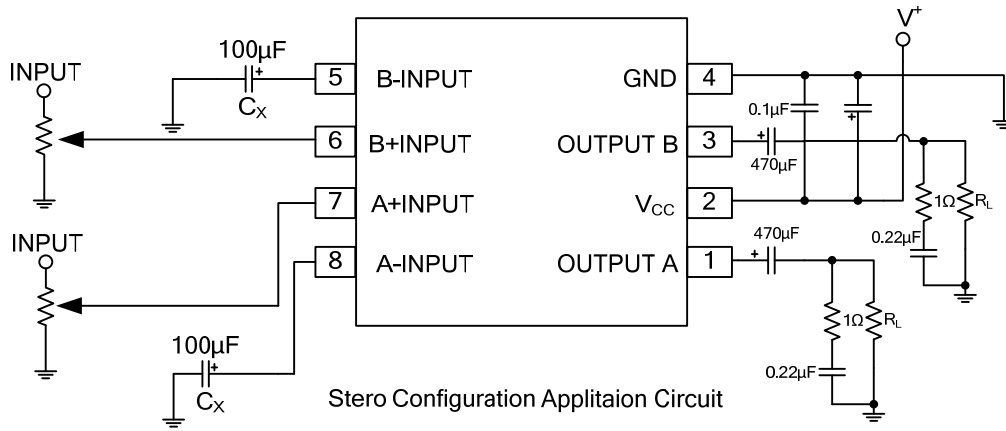 V+
100µF
+
INPUT
5
B-INPUT
GND
4
CX
0.1µF
+
6
B+INPUT
OUTPUT B
3
+
470µF
7
A+INPUT
VCC
2
1Ω
RL
INPUT
470µF
0.22µF
8
A-INPUT
OUTPUT A
1
+
100µF
+
1Ω
RL
CX
0.22µF
Stero Configuration Applitaion Circuit